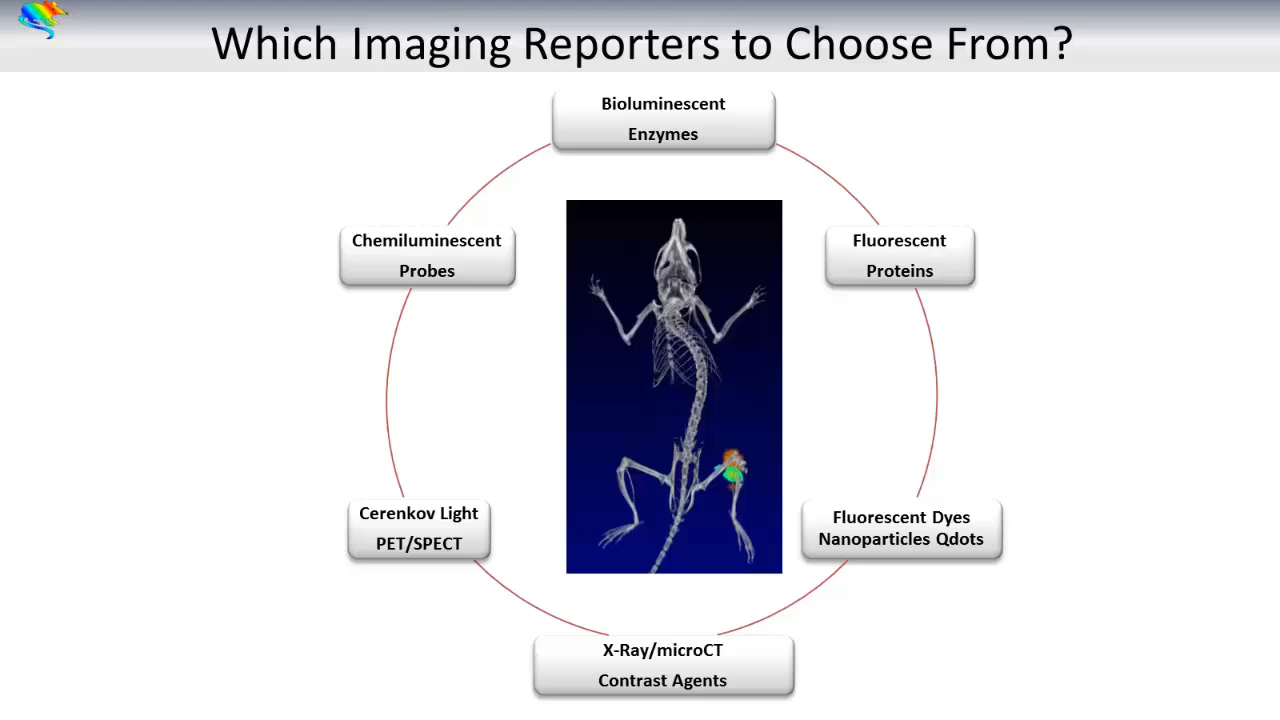 Which Imaging Reporters to Choose From?
Bioluminescent
Enzymes
Chemiluminescent
Probes
Fluorescent
Proteins
Cerenkov Light
PET/SPECT
Fluorescent Dyes
Nanoparticles Qdots
X-Ray/microCT
Contrast Agents